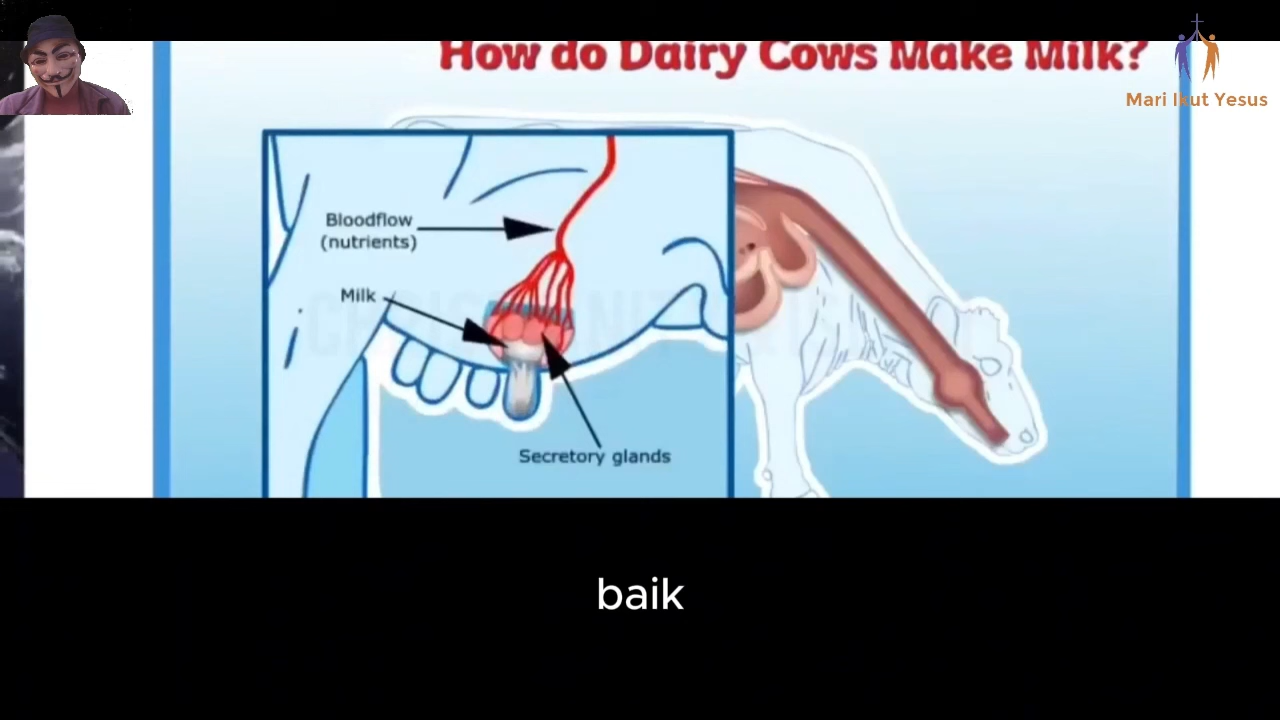 How do Dairy Cows Make Milk?
Mari Ikut Yesus
Bloodflow
(nutrients)
Milk
Secretory glands
baik